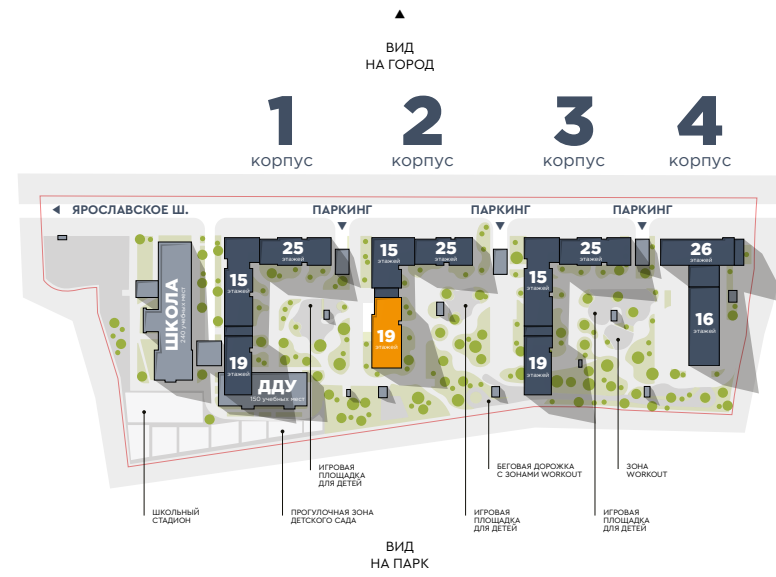 ВИД
НА ГОРОД
1
корпус
2
корпус
3
корпус
4
корпус
ЯРОСЛАВСКОЕ Ш.
ПАРКИНГ
ПАРКИНГ
ПАРКИНГ
25
этажей
15
этажей
25
этажей
25
этажей
26
этажей
15
этажей
15
этажей
16
этажей
ШКОЛА
240 учебных мест
19
этажей
19
этажей
19
этажей
ДДУ
150 учебных мест
ИГРОВАЯ
ПЛОЩАДКА
ДЛЯ ДЕТЕЙ
БЕГОВАЯ ДОРОЖКА
С ЗОНАМИ WORKOUT
ЗОНА
WORKOUT
ШКОЛЬНЫЙ
СТАДИОН
ПРОГУЛОЧНАЯ ЗОНА
ДЕТСКОГО САДА
ИГРОВАЯ
ПЛОЩАДКА
ДЛЯ ДЕТЕЙ
ИГРОВАЯ
ПЛОЩАДКА
ДЛЯ ДЕТЕЙ
ВИД
НА ПАРК